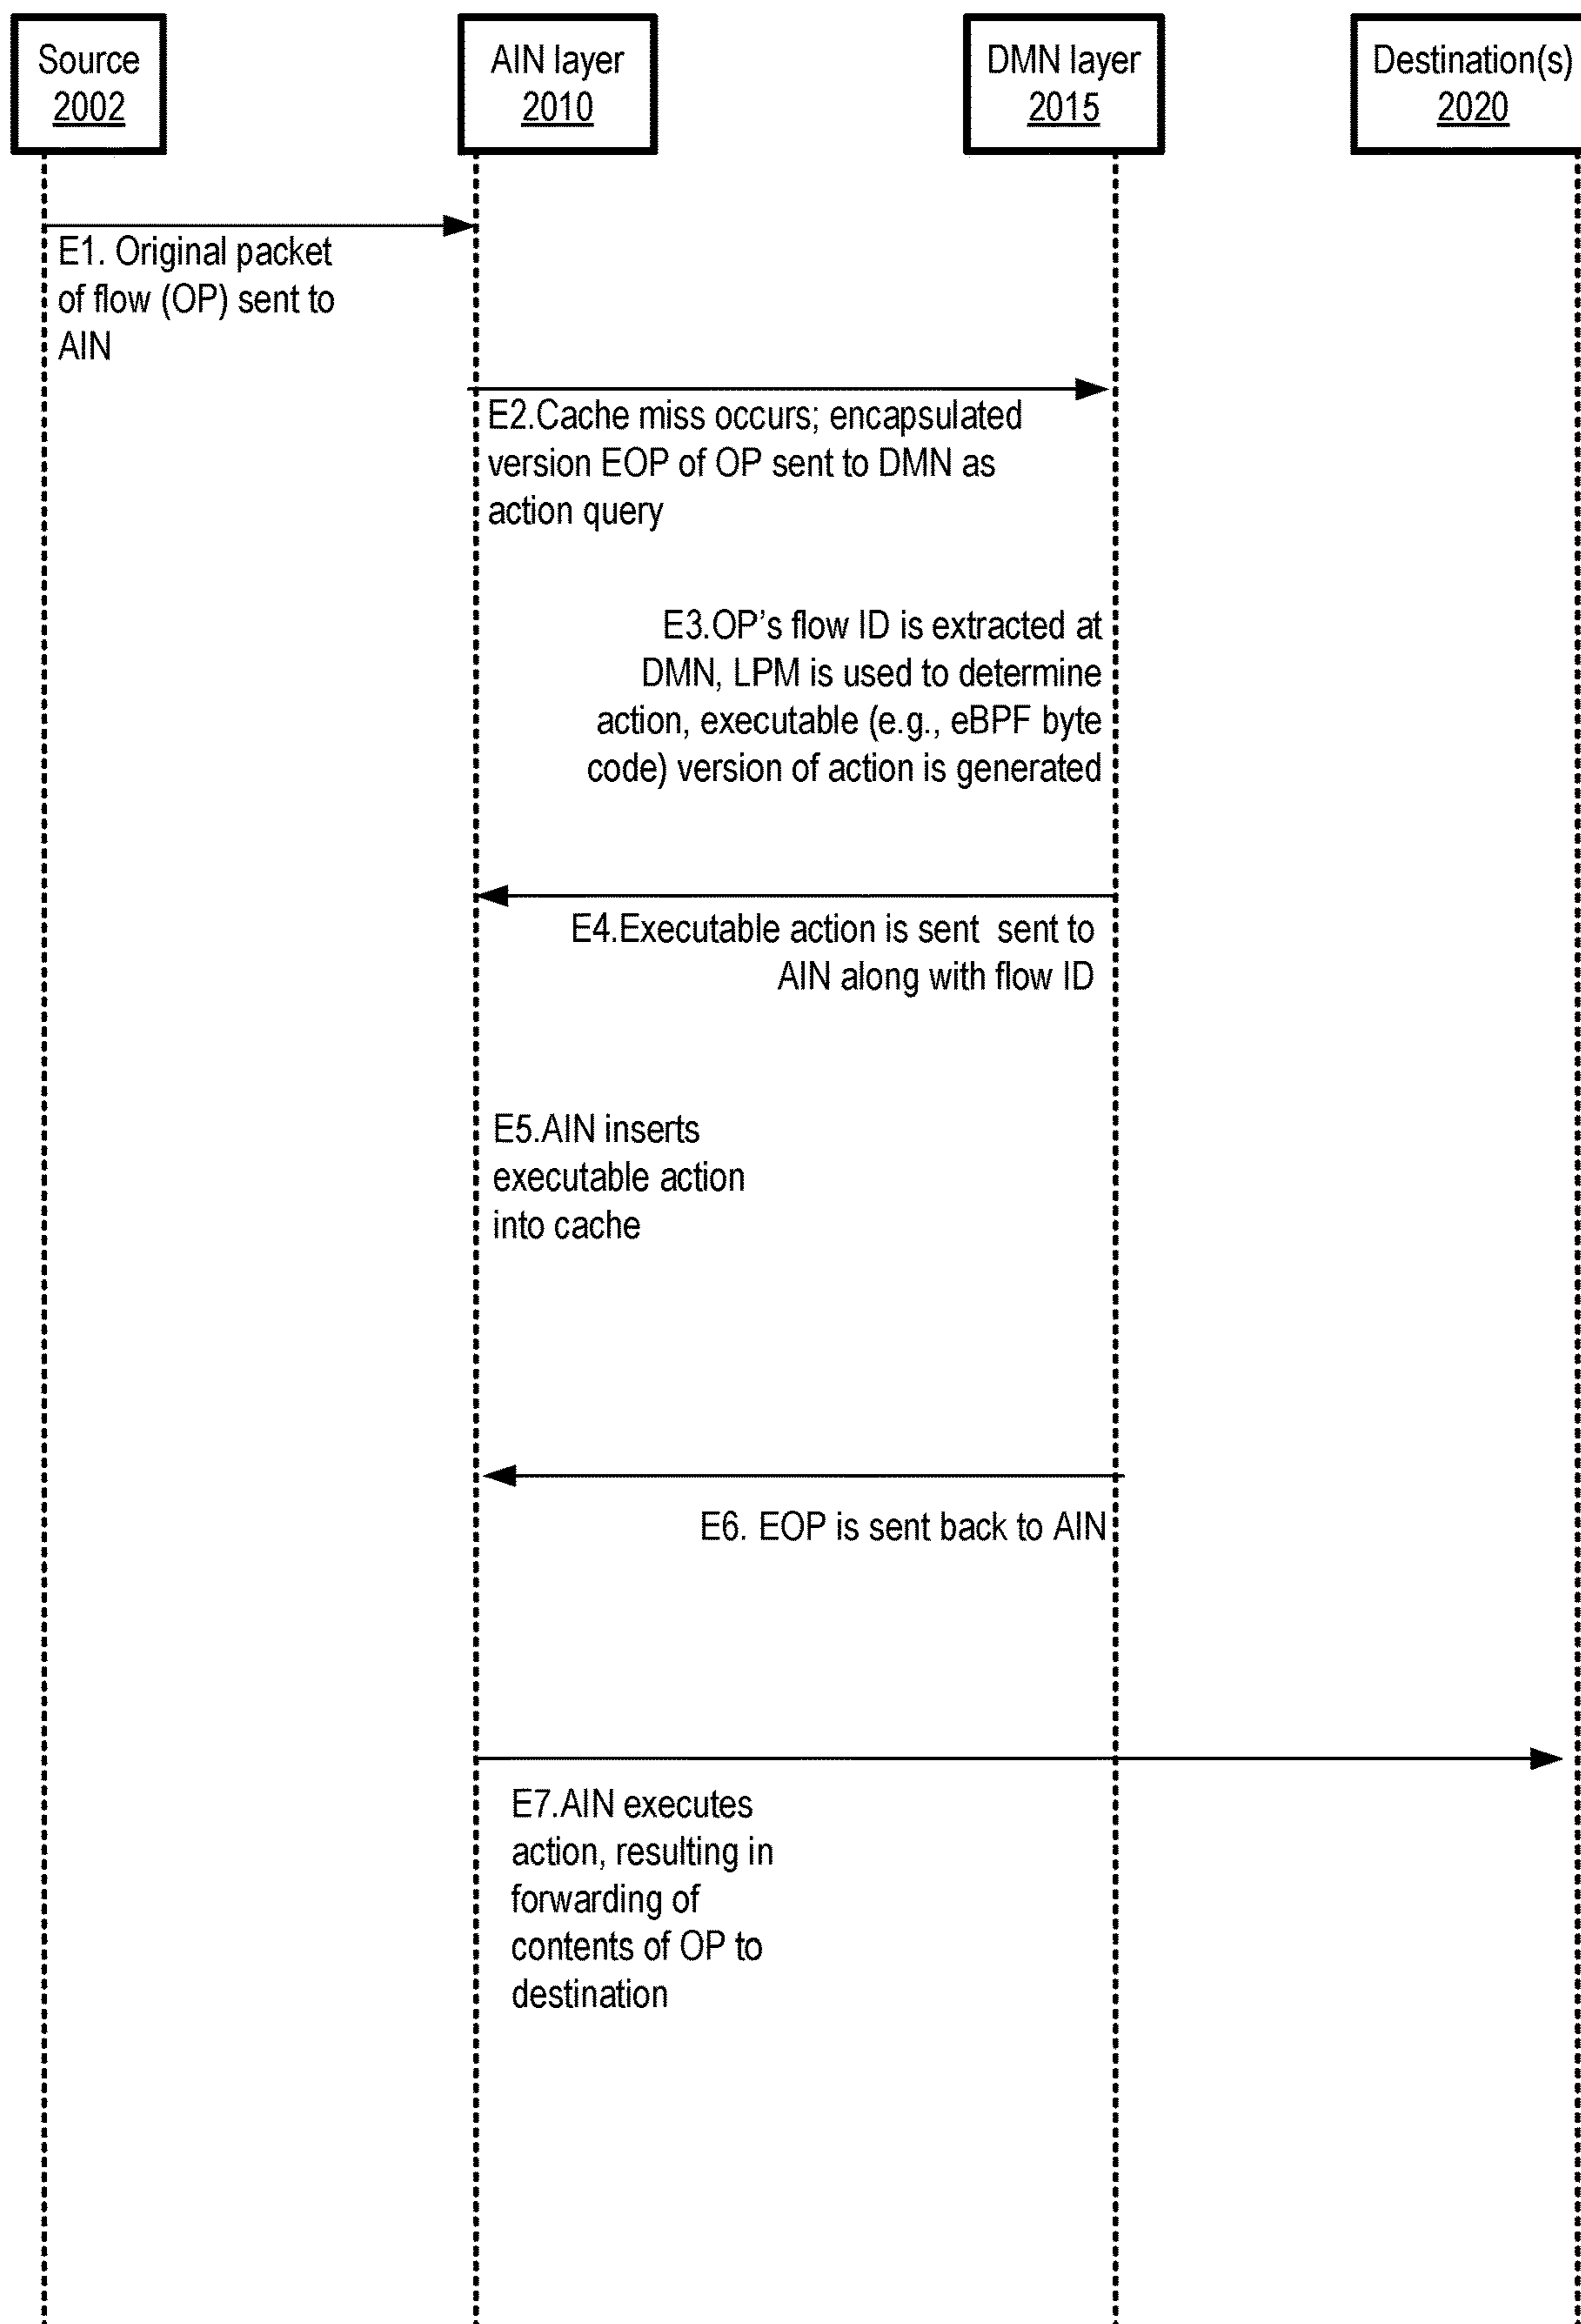 Source
2002
AIN layer
2010
DMN layer
2015
Destination(s)
2020
E1. Original packet
of flow (OP) sent to
AIN
E2.Cache miss occurs; encapsulated
version EOP of OP sent to DMN as
action query
E3.OP’s flow ID is extracted at
DMN, LPM is used to determine
action, executable (e.g., eBPF byte
code) version of action is generated
E4.Executable action is sent  sent to
AIN along with flow ID
E5.AIN inserts
executable action
into cache
E6. EOP is sent back to AIN
E7.AIN executes
action, resulting in
forwarding of
contents of OP to
destination